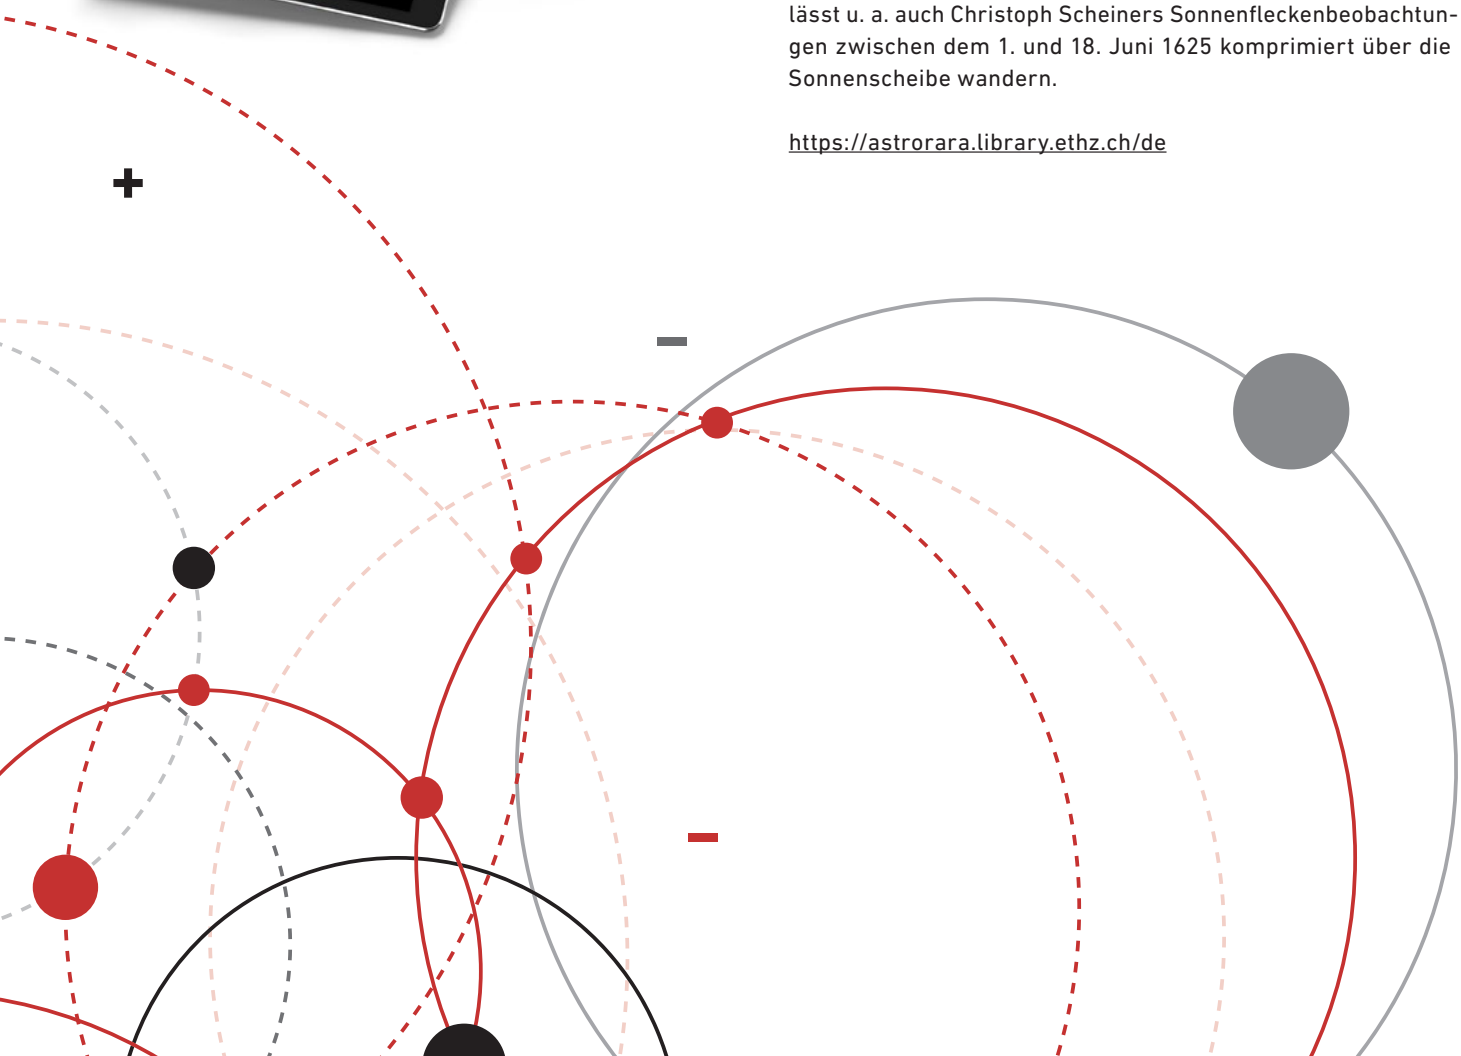 lässt u. a. auch Christoph Scheiners Sonnenfleckenbeobachtun-
gen zwischen dem 1. und 18. Juni 1625 komprimiert über die
Sonnenscheibe wandern.
https://astrorara.library.ethz.ch/de